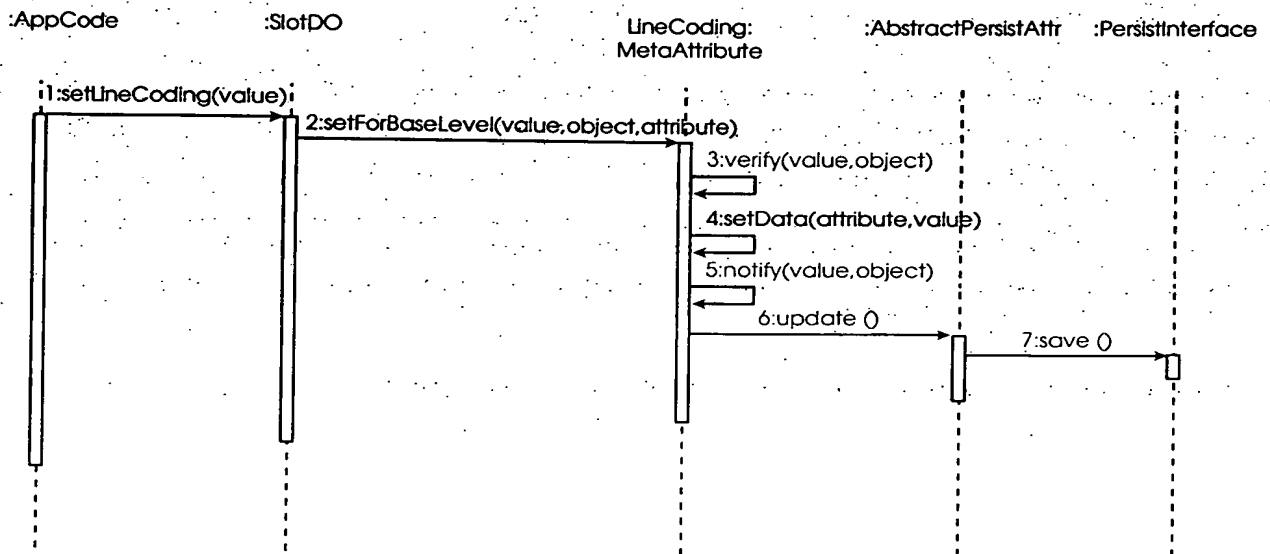 :AppCode
:SlotDO
LineCoding:
MetaAttribute
:AbstractPersistAttr
:PersistInterface
1:setLineCoding(value)
2:setForBaseLevel(value,object,attribute)
3:verify(value,object)
4:setData(attribute,value)
5:notify(value,object)
6:update ()
7:save ()